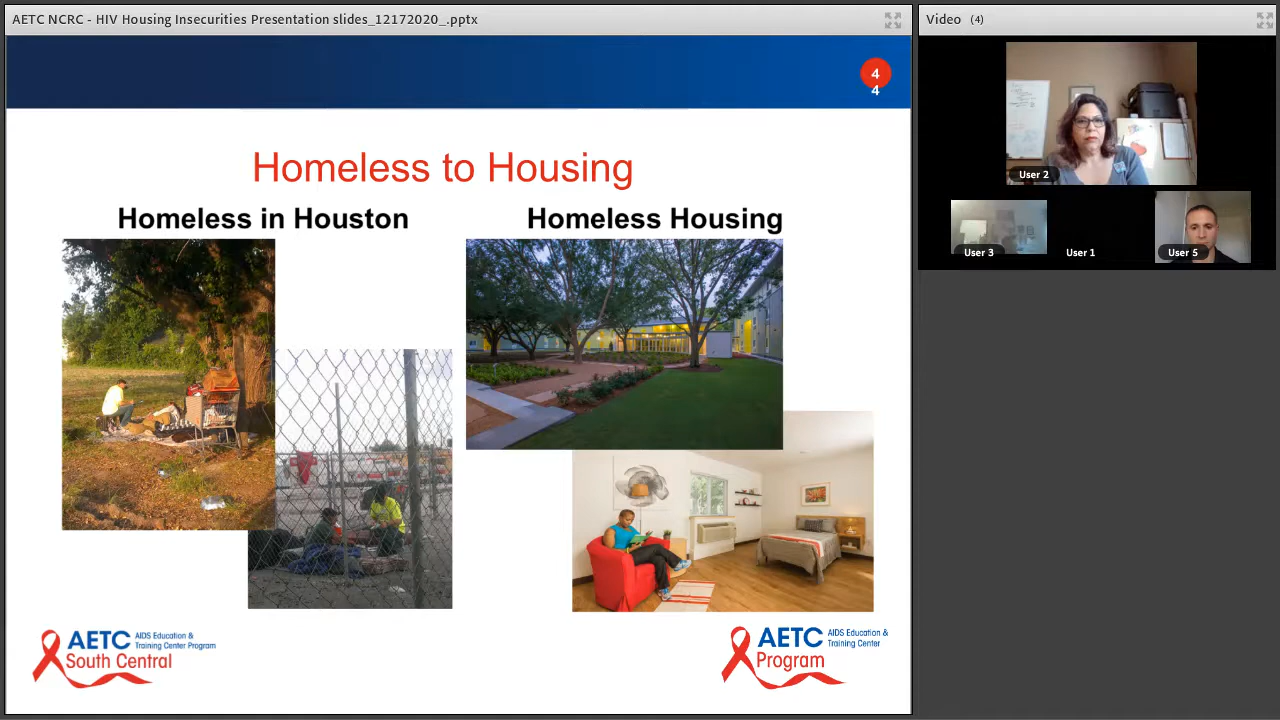 AETC NCRC - HIV Housing Insecurities Presentation slides_12172020_.pptx
Video (4)
4
4
Homeless to Housing
Homeless in Houston
Homeless Housing
User 2
User 3
User 1
User 5
AETC AIDS Education &
Training Center Program
South Central
AETC AIDS Education &
Training Center
Program